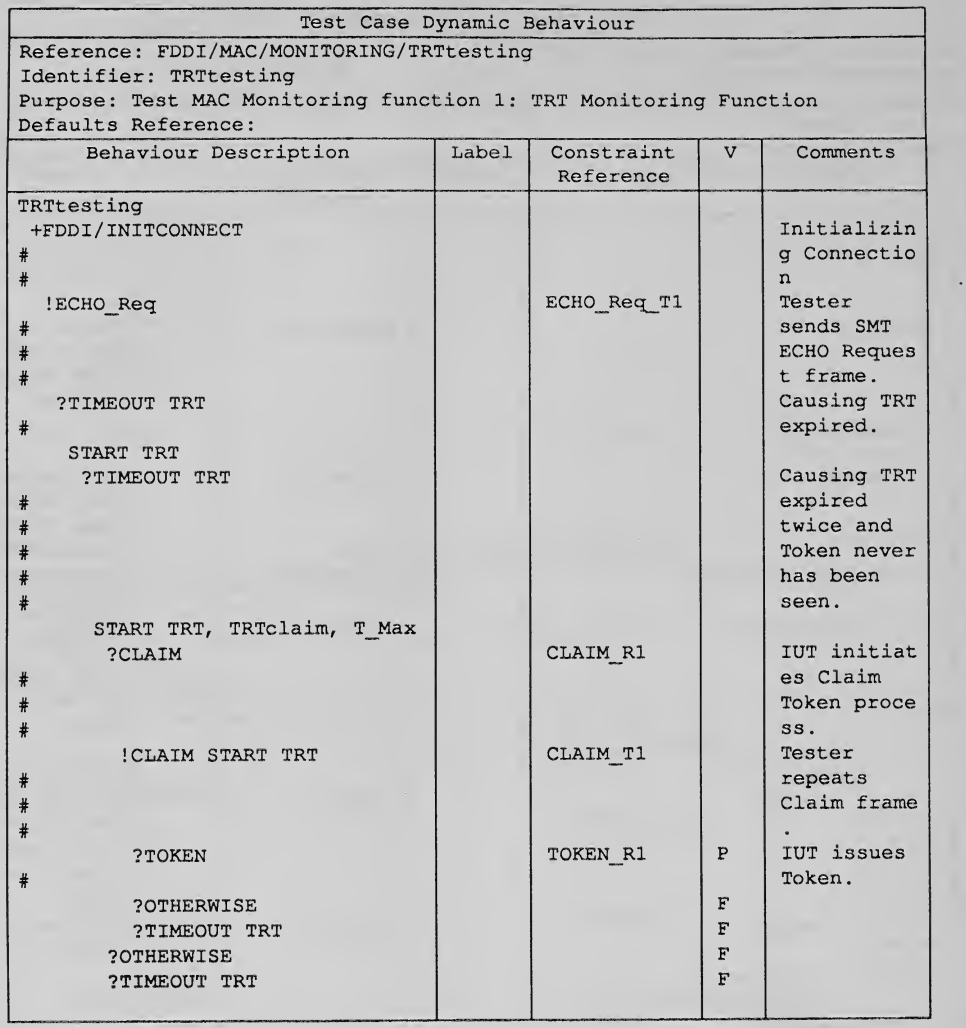 Test Case Dynamic Behaviour
Reference: FDDI/MAC/MONITORING/TRTtesting
Identifier: TRTtesting
Purpose: Test MAC Monitoring function 1: TRT Monitoring Function
Defaults Reference:
Behaviour Description Label Constraint V Comments
Reference
TRTtesting
+FDDI/INITCONNECT Initializin
# g Connectio
# n
!ECHO_Req ECHO_Req_T1 Tester
# sends SMT
# ECHO Reques
# t frame.
?TIMEOUT TRT Causing TRT
# expired.
START TRT
?TIMEOUT TRT Causing TRT
# expired
# twice and
# Token never
# has been
# seen.
START TRT, TRTclaim, T_Max
?CLAIM CLAIM_R1 IUT initiat
# es Claim
# Token proce
# ss.
!CLAIM START TRT CLAIM_T1 Tester
# repeats
# Claim frame
# .
?TOKEN TOKEN_R1 P IUT issues
# Token.
?OTHERWISE F
?TIMEOUT TRT F
?OTHERWISE F
?TIMEOUT TRT F